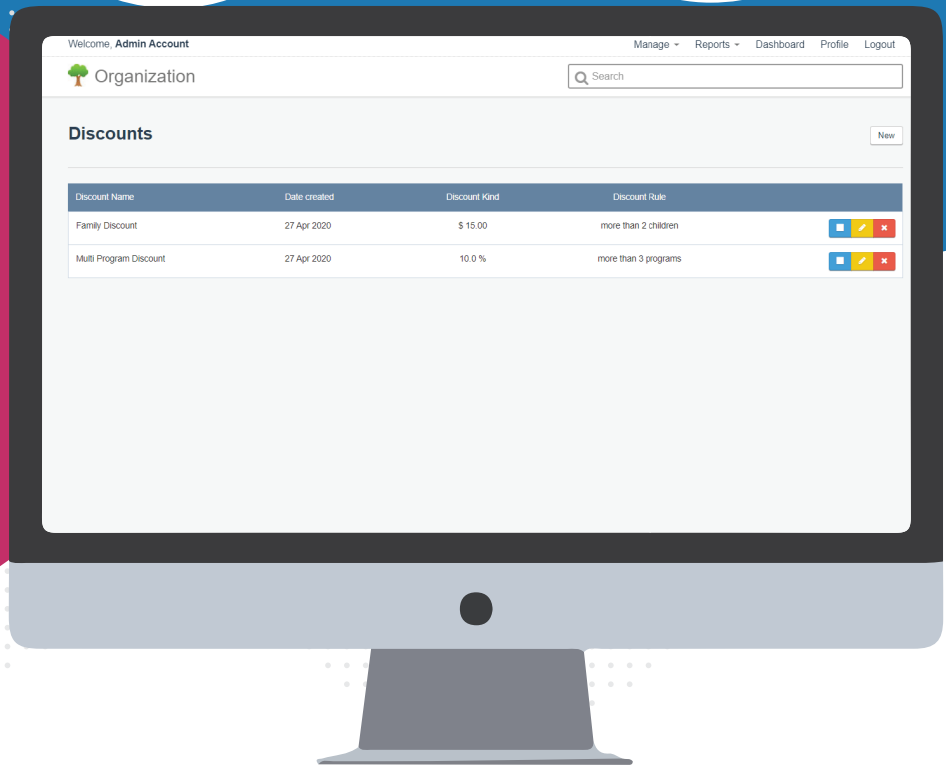 Welcome, Admin Account Manage Reports Dashboard Profile Logout
Organization Search
Discounts New
Discount Name Date created Discount Kind Discount Rule
Family Discount 27 Apr 2020 $ 15.00 more than 2 children
Multi Program Discount 27 Apr 2020 10.0 % more than 3 programs